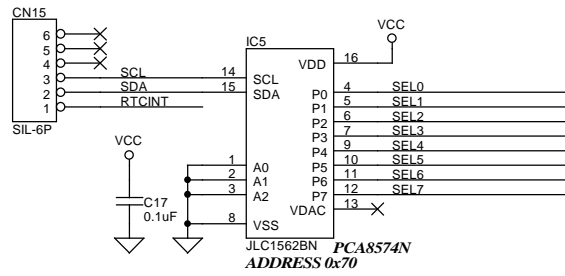 CN15
6
5
4
3
2
1
SIL-6P
SCL
SDA
RTCINT
IC5
VCC
VDD 16
14 SCL
15 SDA
P0 4 SEL0
P1 5 SEL1
P2 6 SEL2
P3 7 SEL3
P4 9 SEL4
P5 10 SEL5
P6 11 SEL6
P7 12 SEL7
VDAC 13
1 A0
2 A1
3 A2
8 VSS
VCC
C17
0.1uF
JLC1562BN PCA8574N
ADDRESS 0x70